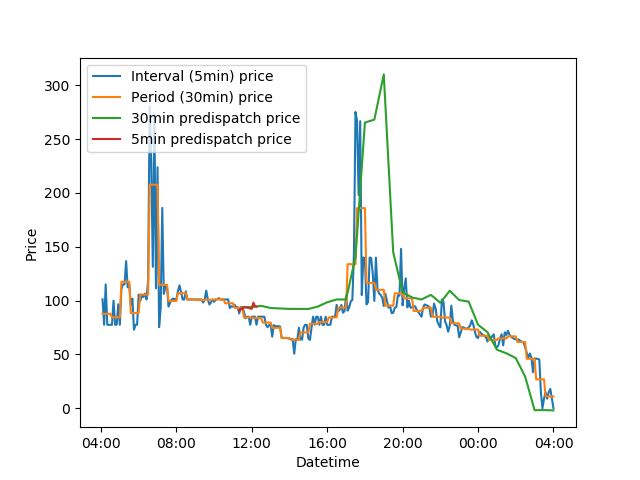 Interval (5min) price
Period (30min) price
30min predispatch price
5min predispatch price
300
250
200
150
100
50
0
Price
04:00
08:00
12:00
16:00
20:00
00:00
04:00
Datetime